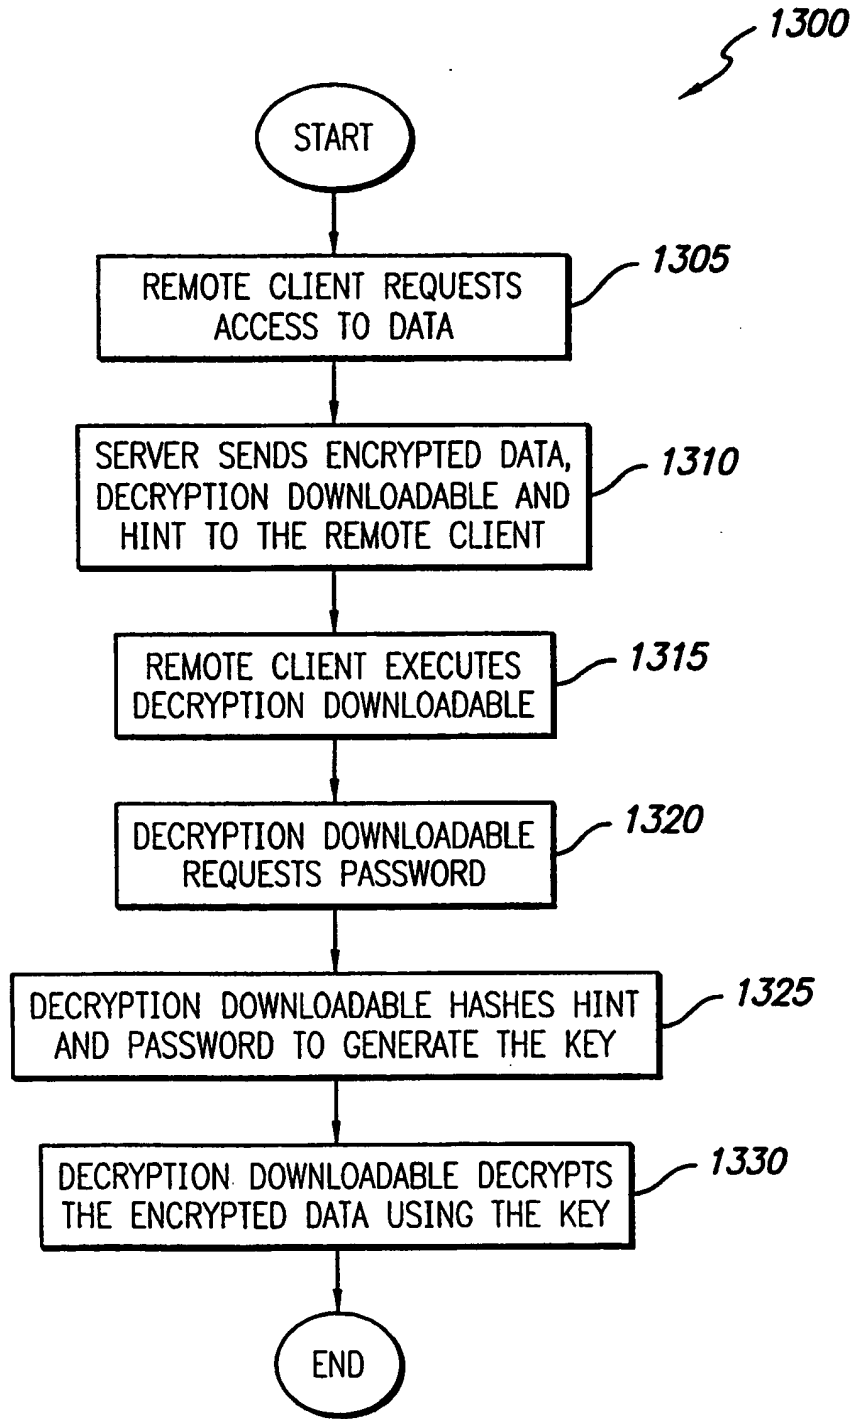 1300
START
REMOTE CLIENT REQUESTS
ACCESS TO DATA
1305
SERVER SENDS ENCRYPTED DATA,
DECRYPTION DOWNLOADABLE AND
HINT TO THE REMOTE CLIENT
1310
REMOTE CLIENT EXECUTES
DECRYPTION DOWNLOADABLE
1315
DECRYPTION DOWNLOADABLE
REQUESTS PASSWORD
1320
DECRYPTION DOWNLOADABLE HASHES HINT
AND PASSWORD TO GENERATE THE KEY
1325
DECRYPTION DOWNLOADABLE DECRYPTS
THE ENCRYPTED DATA USING THE KEY
1330
END